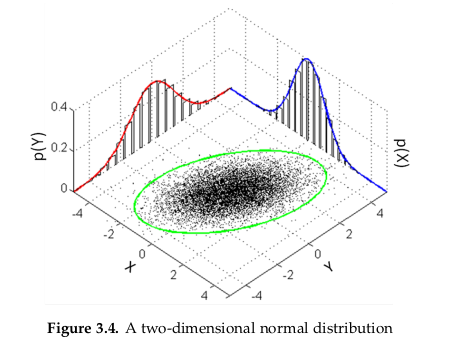 0.4
0.2
0
p(Y)
p(X)
-4
-2
0
2
4
X
-4
-2
0
2
4
Y
Figure 3.4. A two-dimensional normal distribution